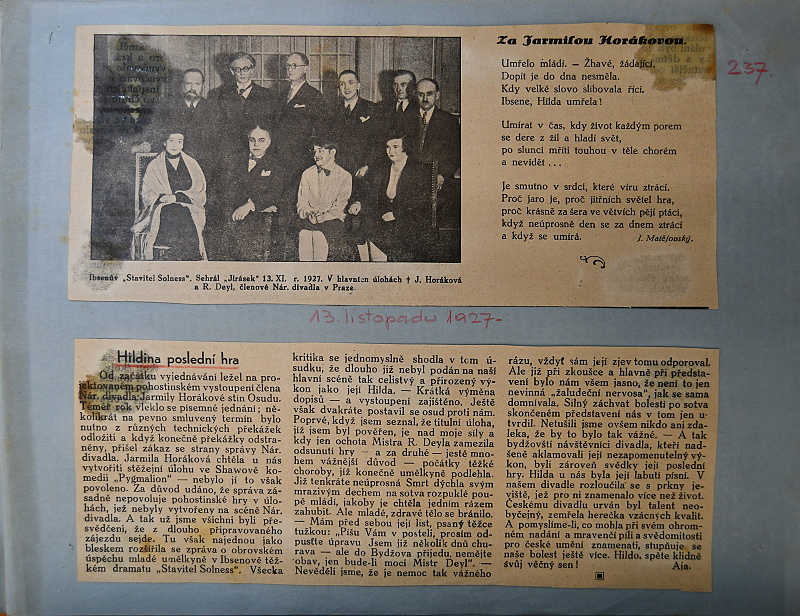 Za Jarmilou Horákovou.
237.
Umřelo mládí. — Žhavé, žádající.
Dopít je do dna nesměla.
Kdy velké slovo slibovala říci.
Ibsene, Hilda umřela!
Umírat v čas, kdy život každým porem
se dere z žil a hladí svět,
po slunci mříti touhou v těle chorém
a nevidět . . .
Je smutno v srdci, které víru ztrácí.
Proč jaro je, proč jitřních světel hra,
proč krásně za šera ve větvích pějí ptáci,
když neúprosně den se za dnem ztrácí
a když se umírá.
J. Matějovský.
Ibsenův „Stavitel Solness“. Sehrál „Jirásek“ 13. XI. r. 1927. V hlavních úlohách † J. Horáková
a R. Deyl, členové Nár. divadla v Praze.
13. listopadu 1927-
Hildina poslední hra
Od začátku vyjednávání ležel na pro-
jektovaném pohostinském vystoupení člena
Nár. divadla Jarmily Horákové stín Osudu.
Téměř rok vleklo se písemné jednání; ně-
kolikrát na pevno smluvený termín bylo
nutno z různých technických překážek
odložiti a když konečně překážky odstra-
něny, přišel zákaz se strany správy Nár.
divadla. Jarmila Horáková chtěla u nás
vytvořiti stěžejní úlohu ve Shawově ko-
medii „Pygmalion“ — nebylo jí to však
povoleno. Za důvod udáno, že správa zá-
sadně nepovoluje pohostinské hry v úlo-
hách, jež nebyly vytvořeny na scéně Nár.
divadla. A tak už jsme všichni byli pře-
svědčeni, že z dlouho připravovaného
zájezdu sejde. Tu však najednou jako
bleskem rozšířila se zpráva o obrovském
úspěchu mladé umělkyně v Ibsenově těž-
kém dramatu „Stavitel Solness“. Všecka
kritika se jednomyslně shodla v tom ú-
sudku, že dlouho již nebyl podán na naší
hlavní scéně tak celistvý a přirozený vý-
kon jako její Hilda. — Krátká výměna
dopisů — a vystoupení zajištěno. Ještě
však dvakráte postavil se osud proti nám.
Poprvé, když jsem seznal, že titulní úloha,
jíž jsem byl pověřen, je nad moje síly a
kdy jen ochota Mistra R. Deyla zamezila
odsunutí hry — a za druhé — jestě mno-
hem vážnější důvod — počátky těžké
choroby, jíž konečně umělkyně podlehla.
Již tenkráte neúprosná Smrt dýchla svým
mrazivým dechem na sotva rozpuklé pou-
pě mládí, jakoby je chtěla jedním rázem
zahubit. Ale mladé, zdravé tělo se bránilo.
— Mám před sebou její list, psaný těžce
tužkou: „Píšu Vám v posteli, prosím od-
pusťte úpravu Jsem již několik dnů chu-
rava — ale do Bydžova přijedu, nemějte
obav, jen bude-li moci Mistr Deyl“. —
Nevěděli jsme, že je nemoc tak vážného
rázu, vždyť sám její zjev tomu odporoval.
Ale již při zkoušce a hlavně při předsta-
vení bylo nám všem jasno, že není to jen
nevinná „žaludeční nervosa“, jak se sama
domnívala. Silný záchvat bolesti po sotva
skončeném představení nás v tom jen u-
tvrdil. Netušili jsme ovšem nikdo ani zda-
leka, že by to bylo tak vážné. — A tak
bydžovští návštěvníci divadla, kteří nad-
šeně aklamovali její nezapomenutelný vý-
kon, byli zároveň svědky její poslední
hry. Hilda u nás byla její labutí písní. V
našem divadle rozloučila se s prkny je-
viště, jež pro ni znamenalo více než život.
Českému divadlu urván byl talent neo-
byčejný, zemřela herečka vzácných kvalit.
A pomyslíme-li, co mohla při svém ohrom-
ném nadání a mravenčí píli a svědomitosti
pro české umění znamenati, stupňuje se
naše bolest ještě více. Hildo, spěte klidně
svůj věčný sen!
Aja.